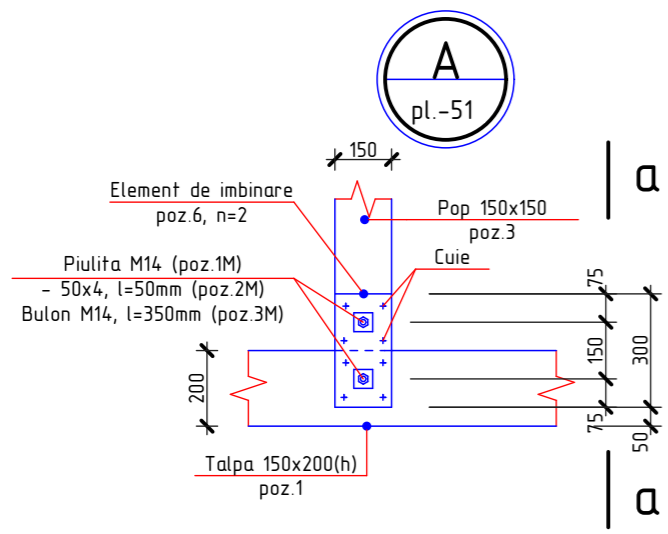 A
pl.-51
150
a
Element de imbinare
poz.6, n=2
Pop 150x150
poz.3
Piulita M14 (poz.1M)
- 50x4, l=50mm (poz.2M)
Bulon M14, l=350mm (poz.3M)
Cuie
75
150
300
200
75
50
Talpa 150x200(h)
poz.1
a